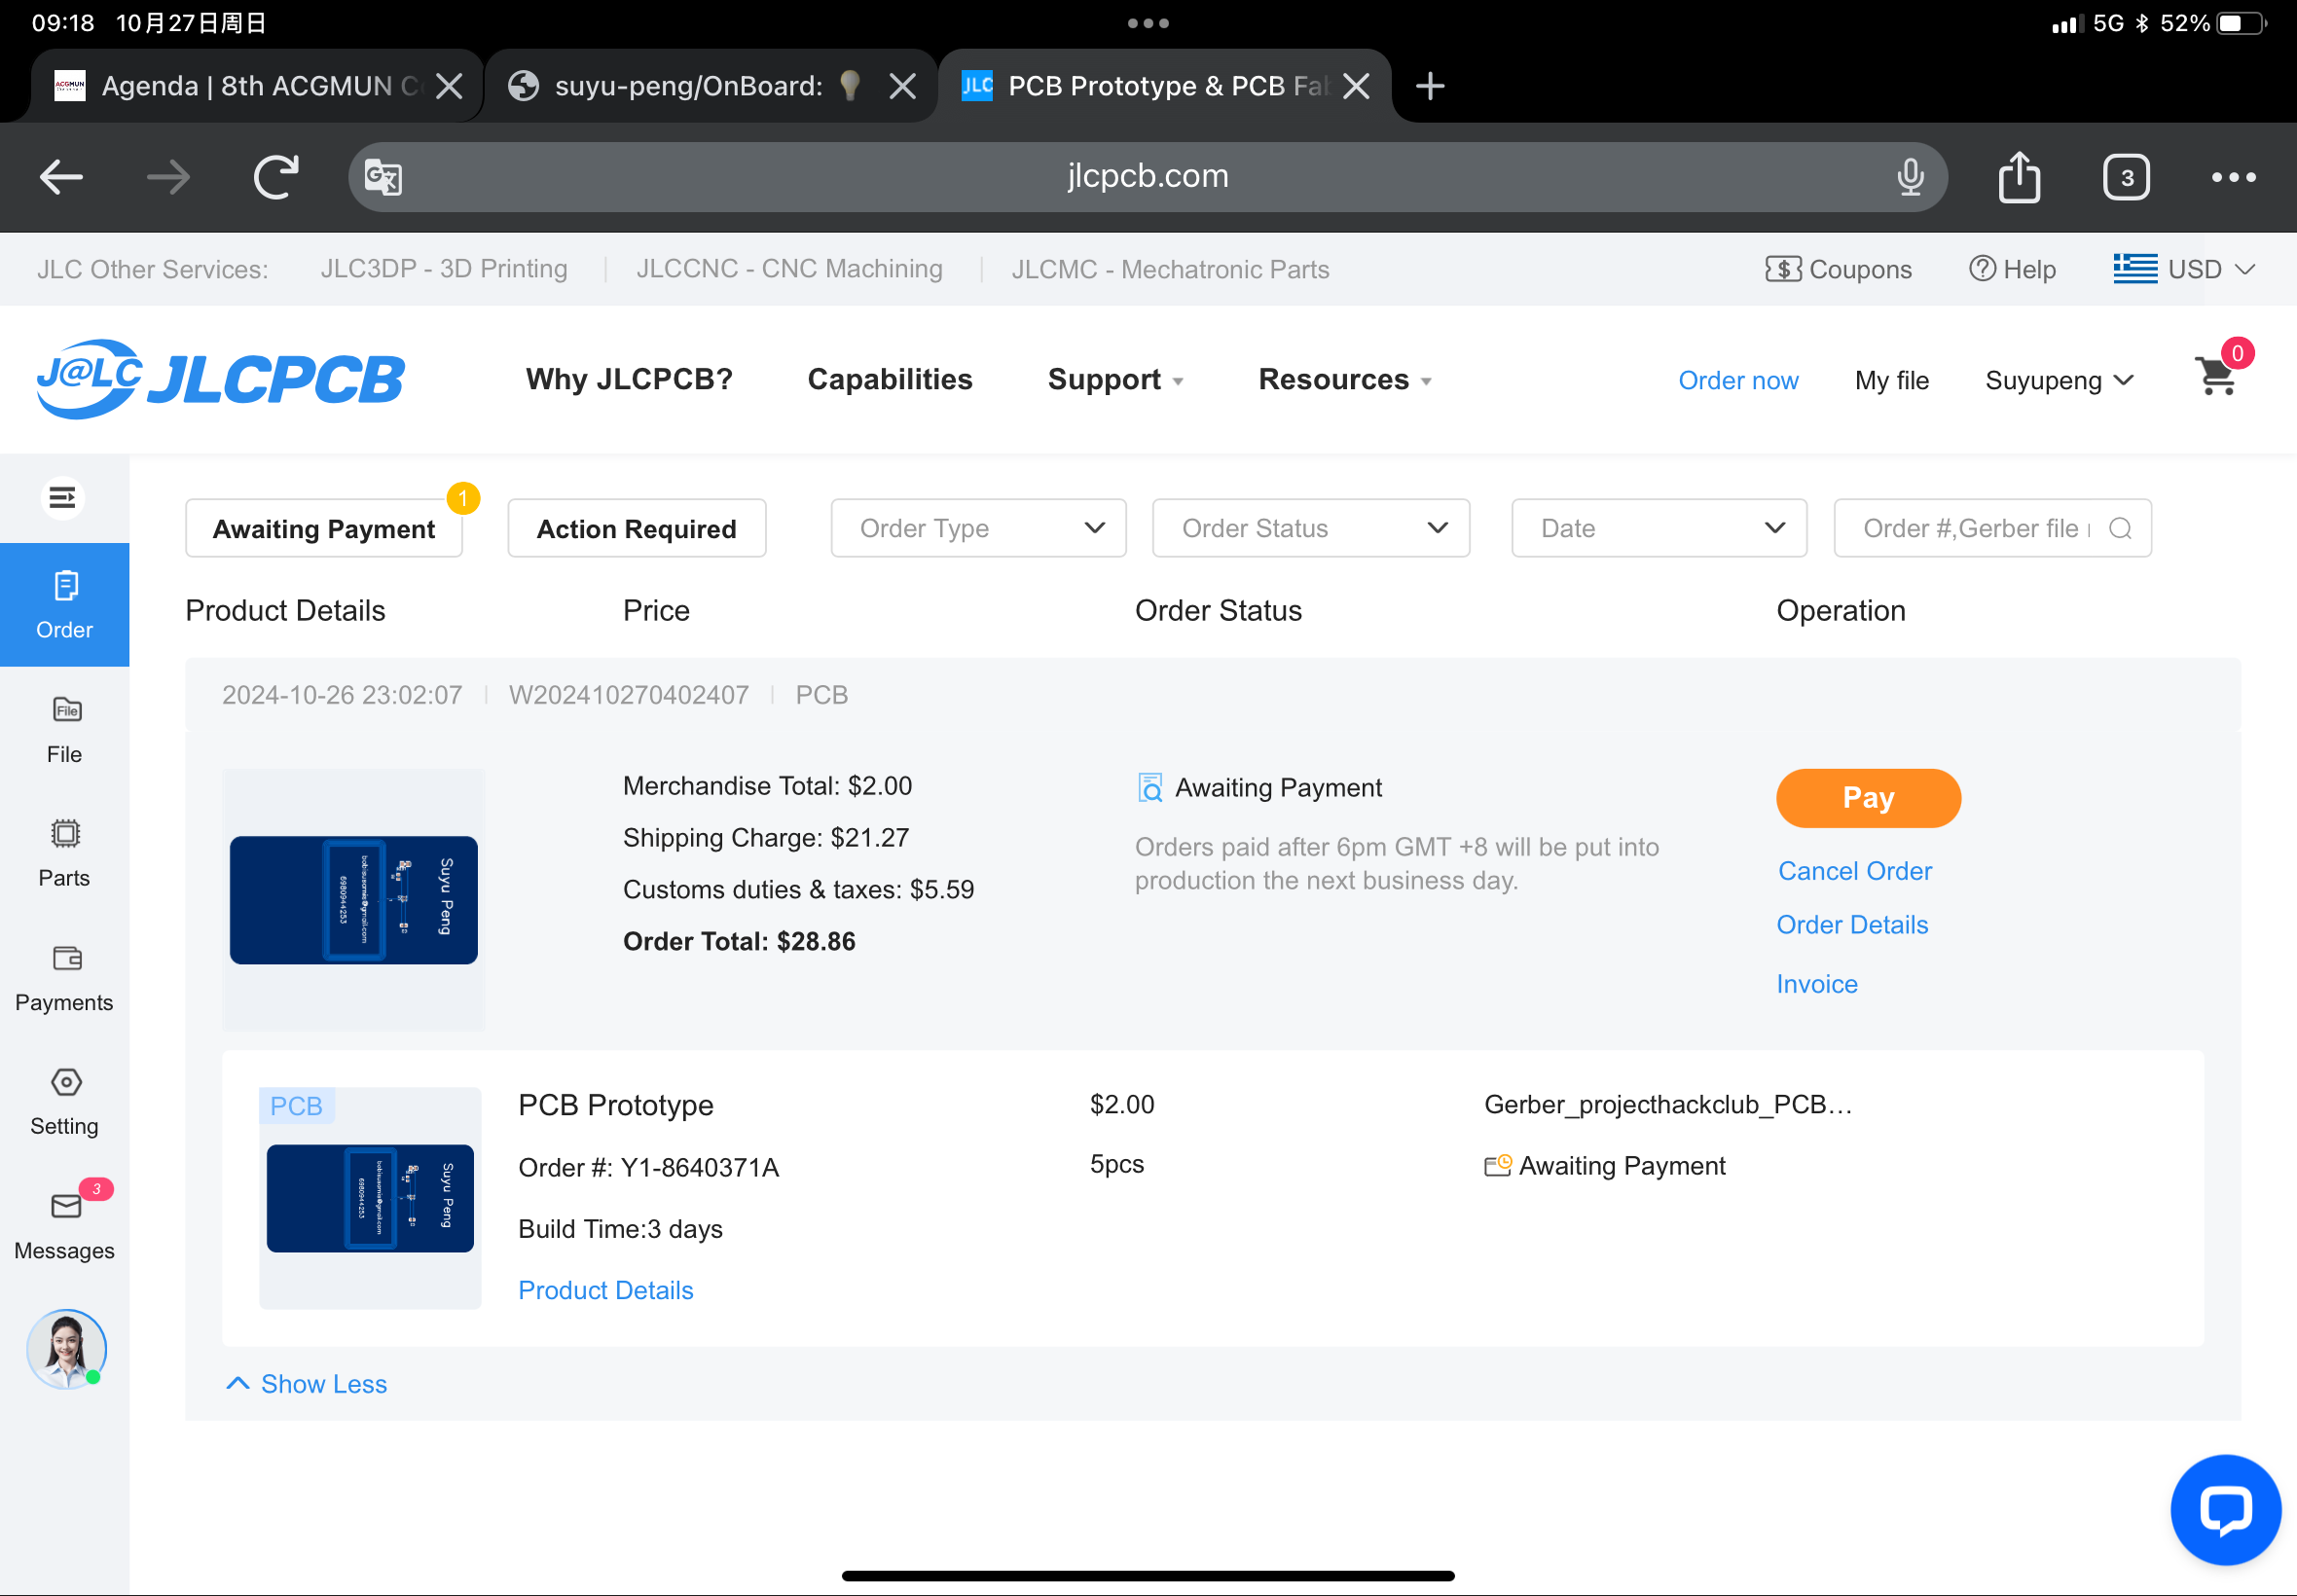 09:18 10月27日周日
5G 52%
Agenda | 8th ACGMUN C
suyu-peng/OnBoard:
JLC PCB Prototype & PCB Fa
jlcpcb.com
3
JLC Other Services: JLC3DP - 3D Printing JLCCNC - CNC Machining JLCMC - Mechatronic Parts Coupons Help USD
J@LC JLCPCB
Why JLCPCB? Capabilities Support Resources Order now My file Suyupeng 0
Awaiting Payment 1 Action Required Order Type Order Status Date Order #,Gerber file
Order
File
Parts
Payments
Setting
3
Messages
Product Details Price Order Status Operation
2024-10-26 23:02:07 W202410270402407 PCB
Suyu Peng
bobisusomie@gmail.com
6980944253
Merchandise Total: $2.00
Shipping Charge: $21.27
Customs duties & taxes: $5.59
Order Total: $28.86
Awaiting Payment
Orders paid after 6pm GMT +8 will be put into
production the next business day.
Pay
Cancel Order
Order Details
Invoice
PCB
Suyu Peng
6980944253
PCB Prototype $2.00 Gerber_projecthackclub_PCB...
Order #: Y1-8640371A 5pcs Awaiting Payment
Build Time:3 days
Product Details
Show Less